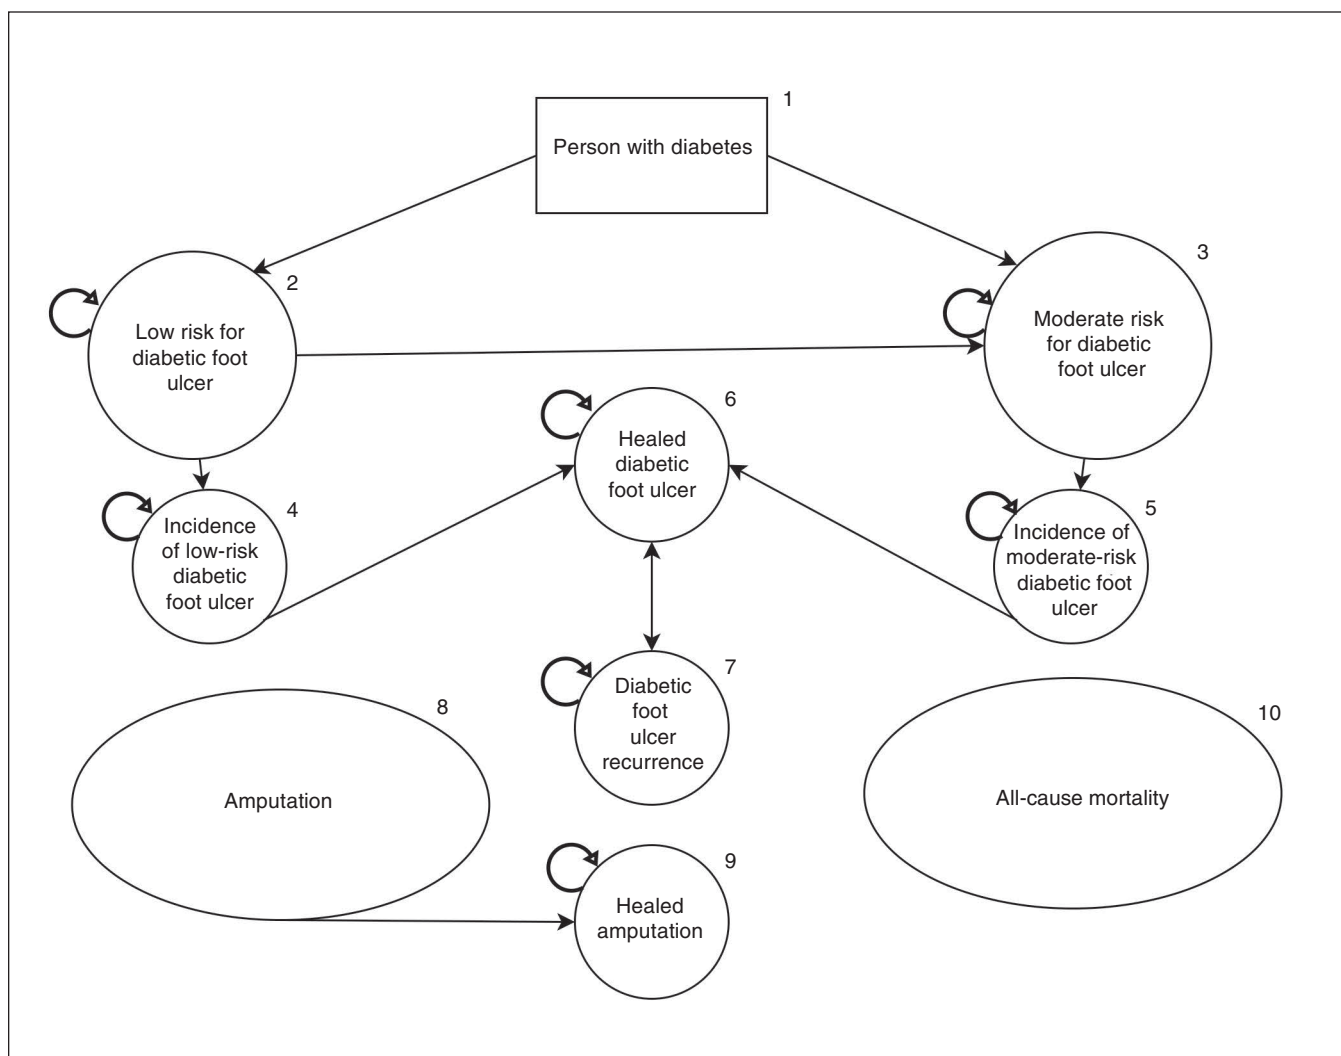 1
Person with diabetes
2
Low risk for
diabetic foot
ulcer
3
Moderate risk
for diabetic
foot ulcer
4
Incidence
of low-risk
diabetic
foot ulcer
6
Healed
diabetic
foot ulcer
5
Incidence of
moderate-risk
diabetic foot
ulcer
7
Diabetic
foot
ulcer
recurrence
8
Amputation
10
All-cause mortality
9
Healed
amputation